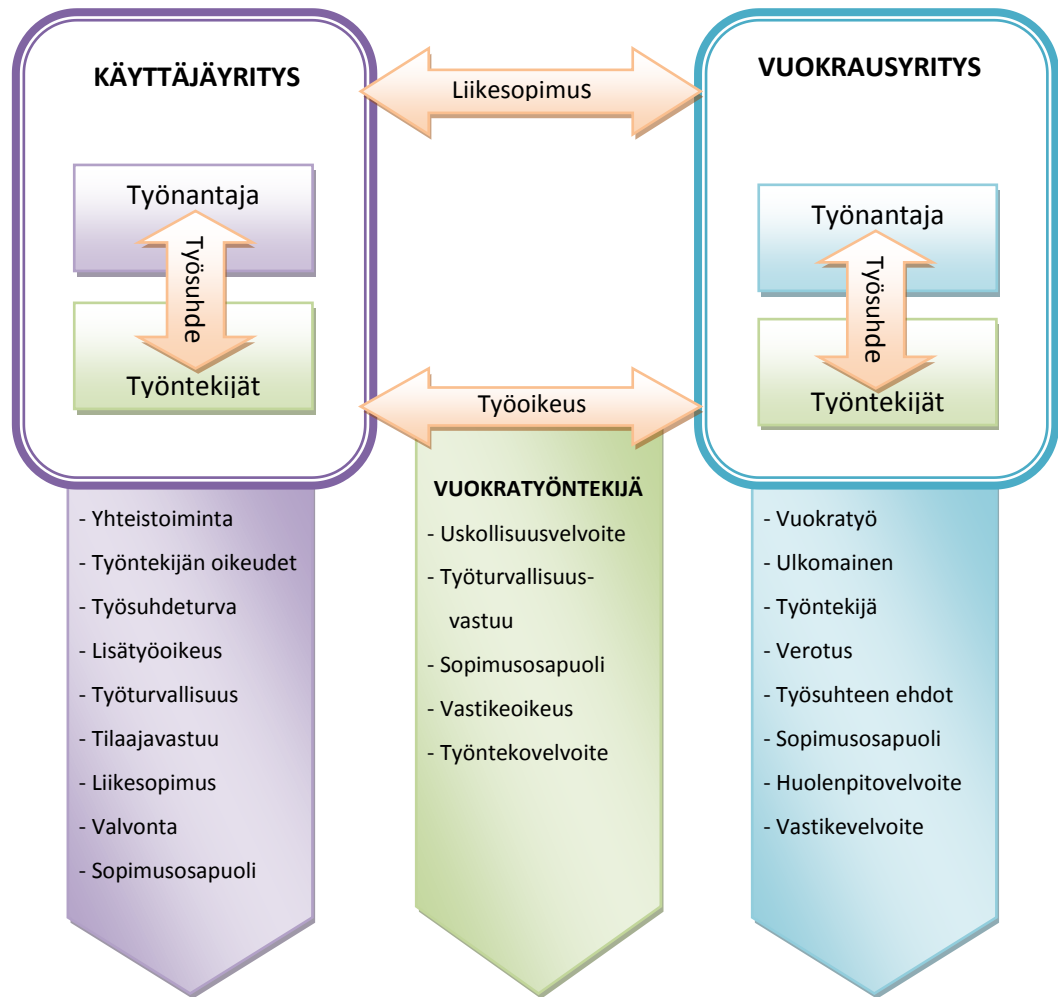 KÄYTTÄJÄYRITYS
Työnantaja
Työsuhde
Työntekijät
Liikesopimus
VUOKRAUSYRITYS
Työnantaja
Työsuhde
Työntekijät
Työoikeus
- Yhteistoiminta
- Työntekijän oikeudet
- Työsuhdeturva
- Lisätyöoikeus
- Työturvallisuus
- Tilaajavastuu
- Liikesopimus
- Valvonta
- Sopimusosapuoli
VUOKRATYÖNTEKIJÄ
- Uskollisuusvelvoite
- Työturvallisuus-
vastuu
- Sopimusosapuoli
- Vastikeoikeus
- Työntekovelvoite
- Vuokratyö
- Ulkomainen
- Työntekijä
- Verotus
- Työsuhteen ehdot
- Sopimusosapuoli
- Huolenpitovelvoite
- Vastikevelvoite